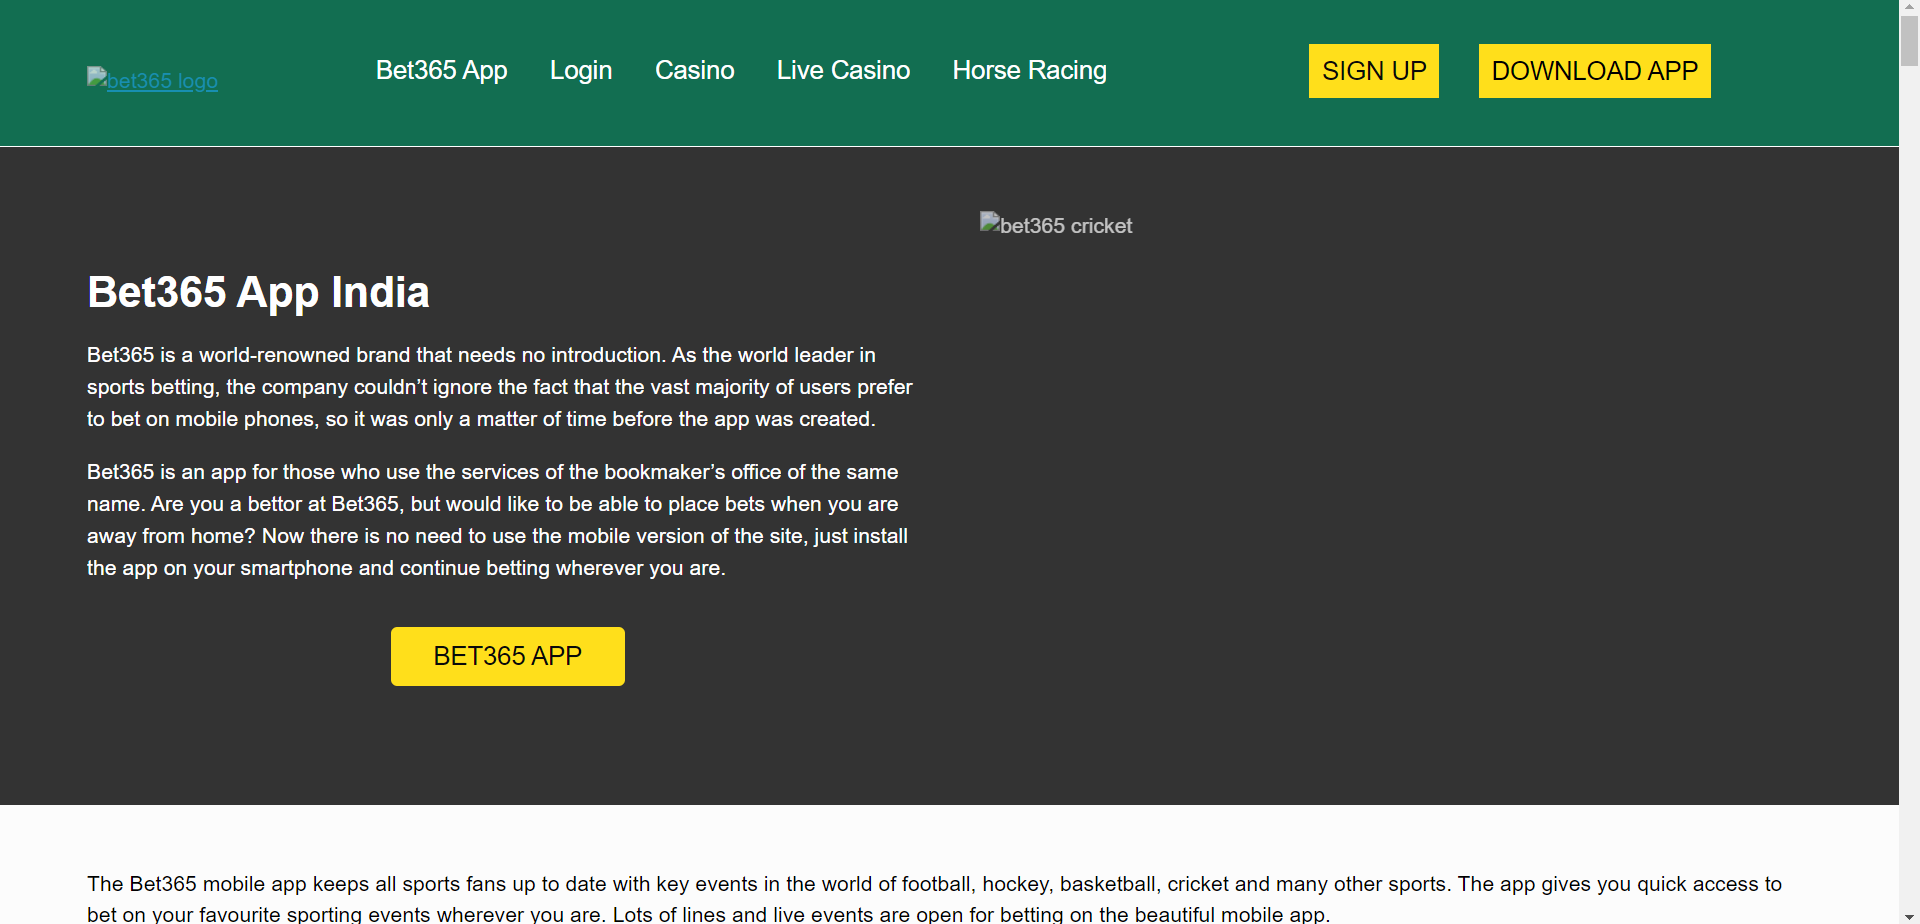 bet365 logo
Bet365 App
Login
Casino
Live Casino
Horse Racing
SIGN UP
DOWNLOAD APP
bet365 cricket
Bet365 App India
Bet365 is a world-renowned brand that needs no introduction. As the world leader in
sports betting, the company couldn’t ignore the fact that the vast majority of users prefer
to bet on mobile phones, so it was only a matter of time before the app was created.
Bet365 is an app for those who use the services of the bookmaker’s office of the same
name. Are you a bettor at Bet365, but would like to be able to place bets when you are
away from home? Now there is no need to use the mobile version of the site, just install
the app on your smartphone and continue betting wherever you are.
BET365 APP
The Bet365 mobile app keeps all sports fans up to date with key events in the world of football, hockey, basketball, cricket and many other sports. The app gives you quick access to
bet on your favourite sporting events wherever you are. Lots of lines and live events are open for betting on the beautiful mobile app.